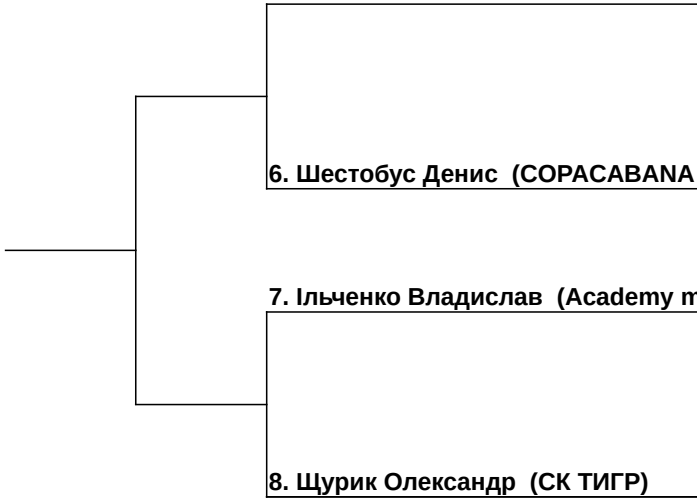 6. Шестобус Денис (COPACABANA
7. Ільченко Владислав (Academy m
8. Щурик Олександр (СК ТИГР)